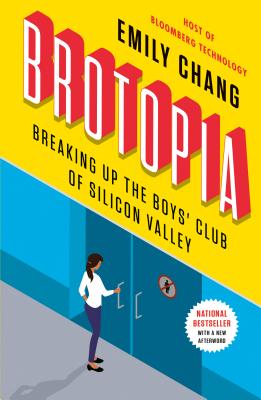 HOST OF
BLOOMBERG TECHNOLOGY
EMILY CHANG
BROTOPIA
BREAKING UP THE BOYS' CLUB
OF SILICON VALLEY
NATIONAL
BESTSELLER
WITH A NEW
AFTERWORD